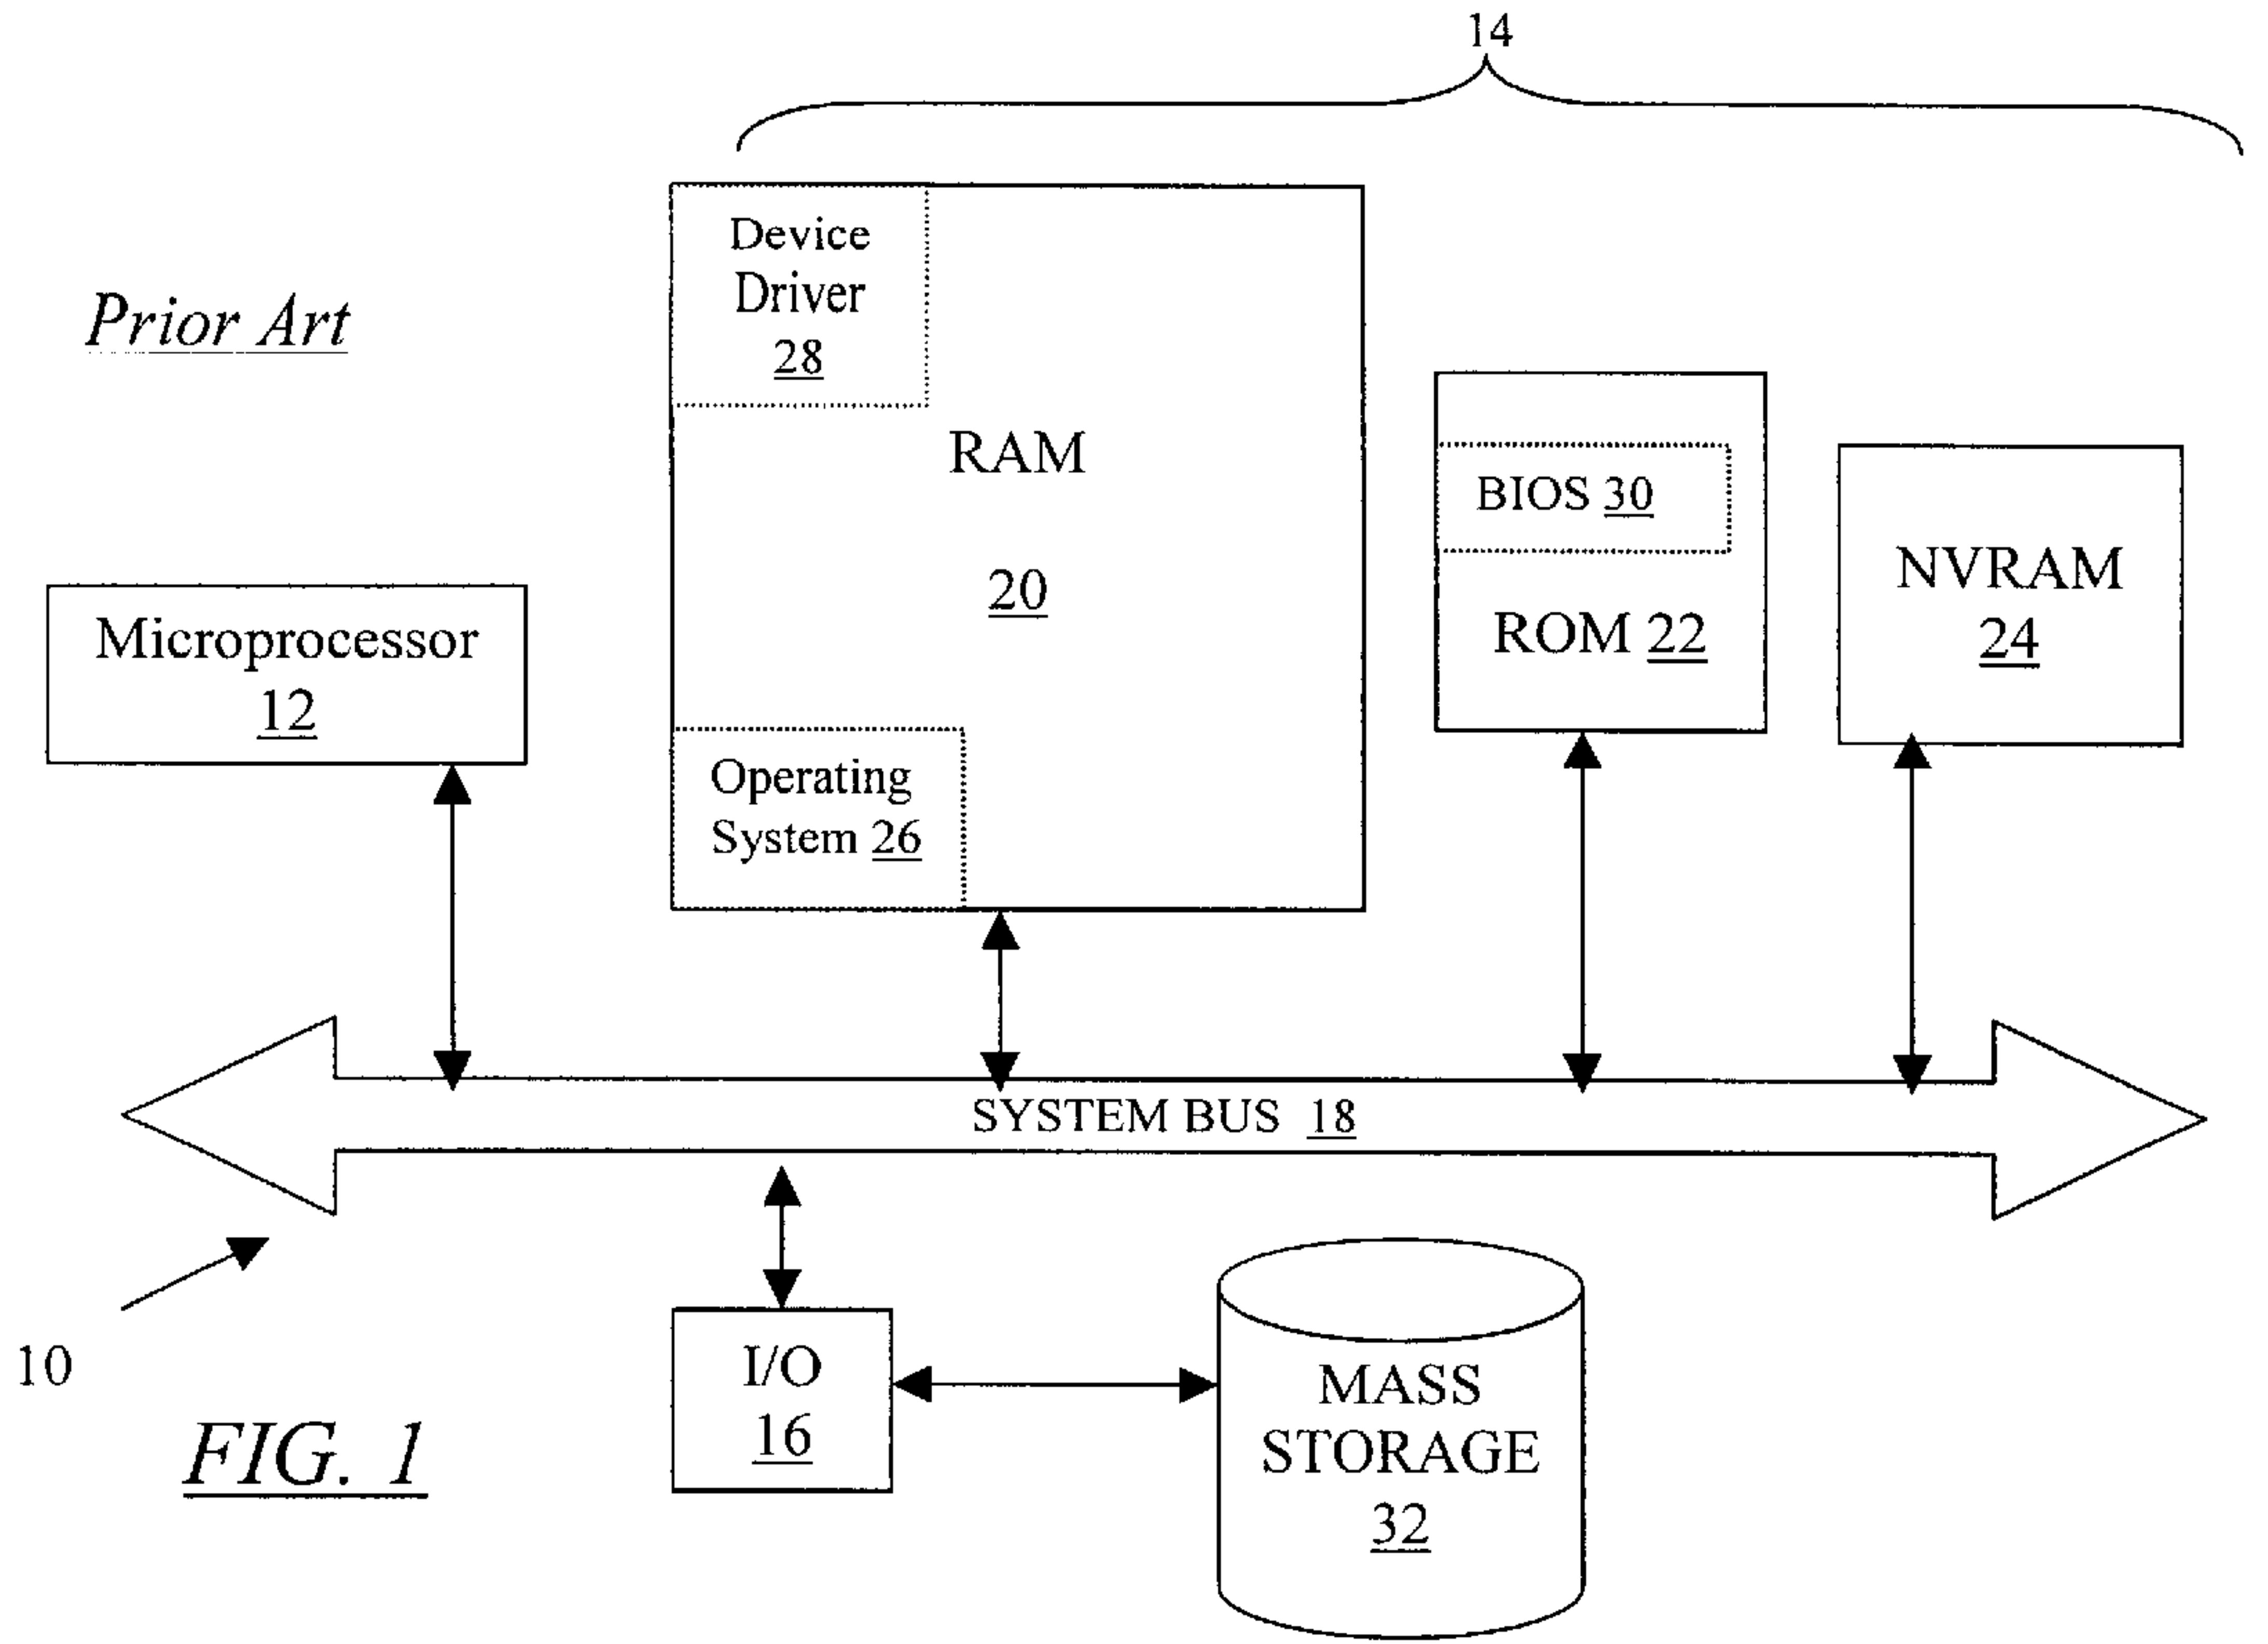 14
Prior Art
Device
Driver
28
RAM
20
Operating
System 26
BIOS 30
ROM 22
NVRAM
24
Microprocessor
12
SYSTEM BUS 18
10
I/O
16
MASS
STORAGE
32
FIG. 1